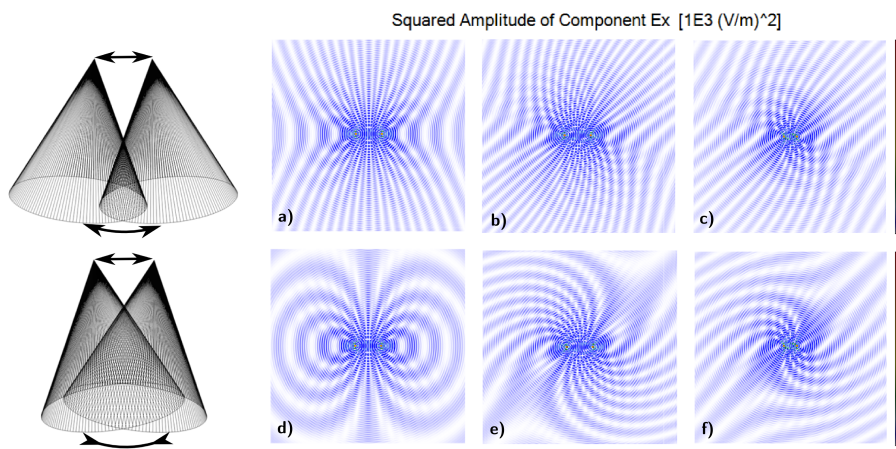 Squared Amplitude of Component Ex [1E3 (V/m)^2]
a)
b)
c)
d)
e)
f)